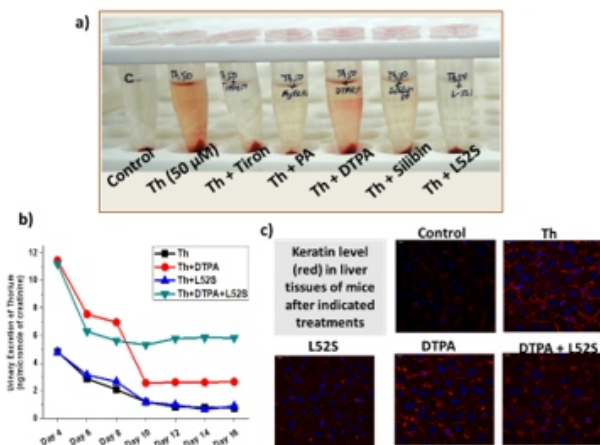 a)
C
Th 50
Th 50
Th 50
Th 50
Th 50
Th 50
DTPA
L-52S
Control
Th (50 µM)
Th + Tiron
Th + PA
Th + DTPA
Th + Silibin
Th + L52S
b)
Urinary Excretion of Thorium
(ng/micromole of creatinine)
12
10
8
6
4
2
0
Th
Th+DTPA
Th+L52S
Th+DTPA+L52S
Day 4
Day 6
Day 8
Day 10
Day 12
Day 14
Day 16
c)
Keratin level
(red) in liver
tissues of mice
after indicated
treatments
Control
Th
L52S
DTPA
DTPA + L52S